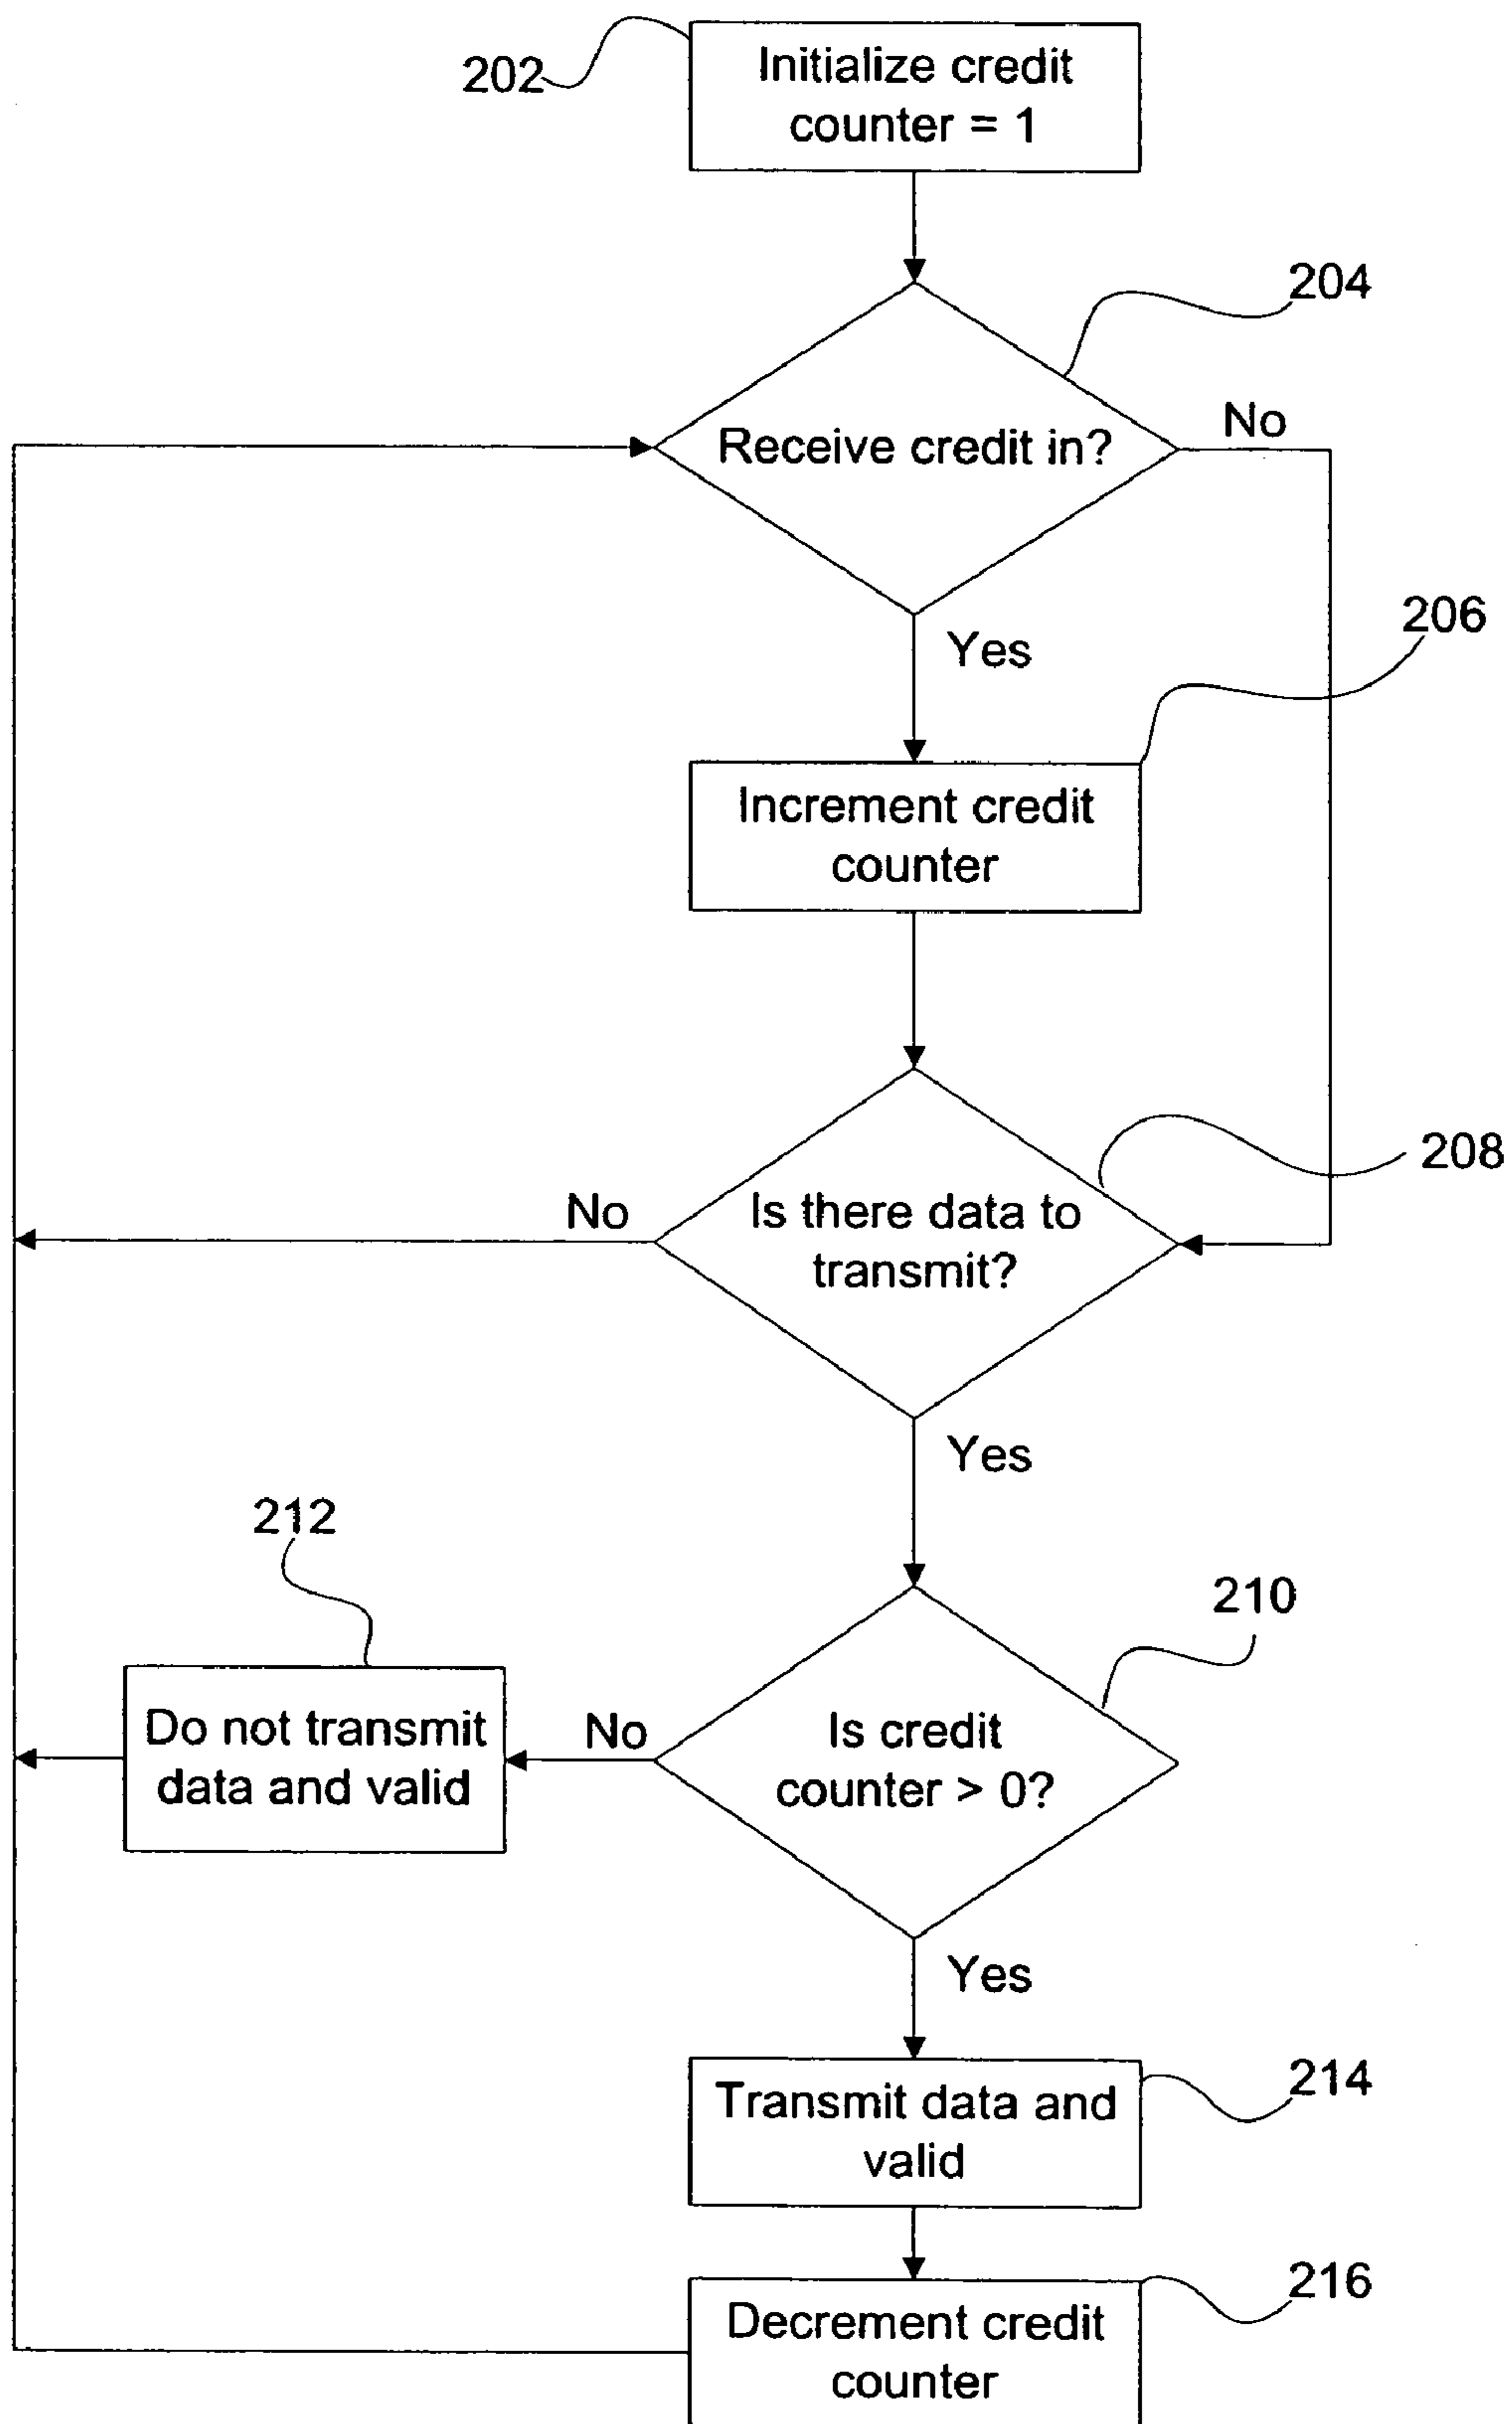 202
Initialize credit
counter = 1
204
Receive credit in?
No
Yes
206
Increment credit
counter
208
No
Is there data to
transmit?
Yes
212
210
Do not transmit
data and valid
No
Is credit
counter > 0?
Yes
Transmit data and
valid
214
Decrement credit
counter
216